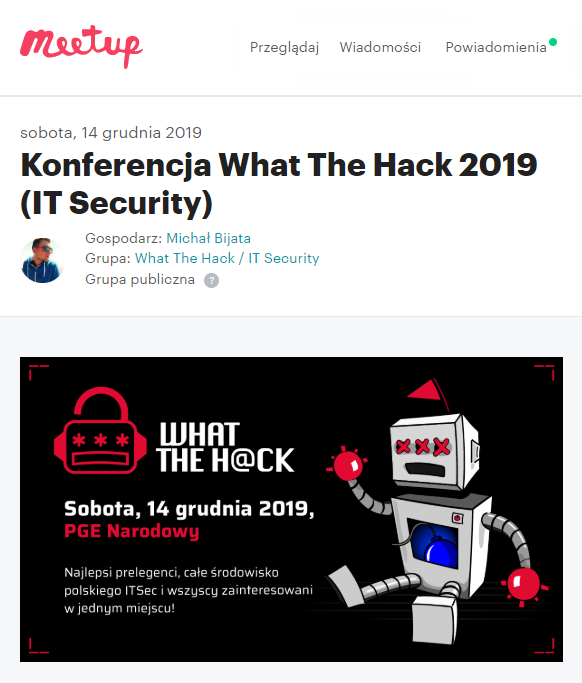 meetup
Przeglądaj Wiadomości Powiadomienia
sobota, 14 grudnia 2019
Konferencja What The Hack 2019
(IT Security)
Gospodarz: Michał Bijata
Grupa: What The Hack / IT Security
Grupa publiczna ?
***
WHAT
THE H@CK
XXX
Sobota, 14 grudnia 2019,
PGE Narodowy
Najlepsi prelegenci, całe środowisko
polskiego ITSec i wszyscy zainteresowani
w jednym miejscu!